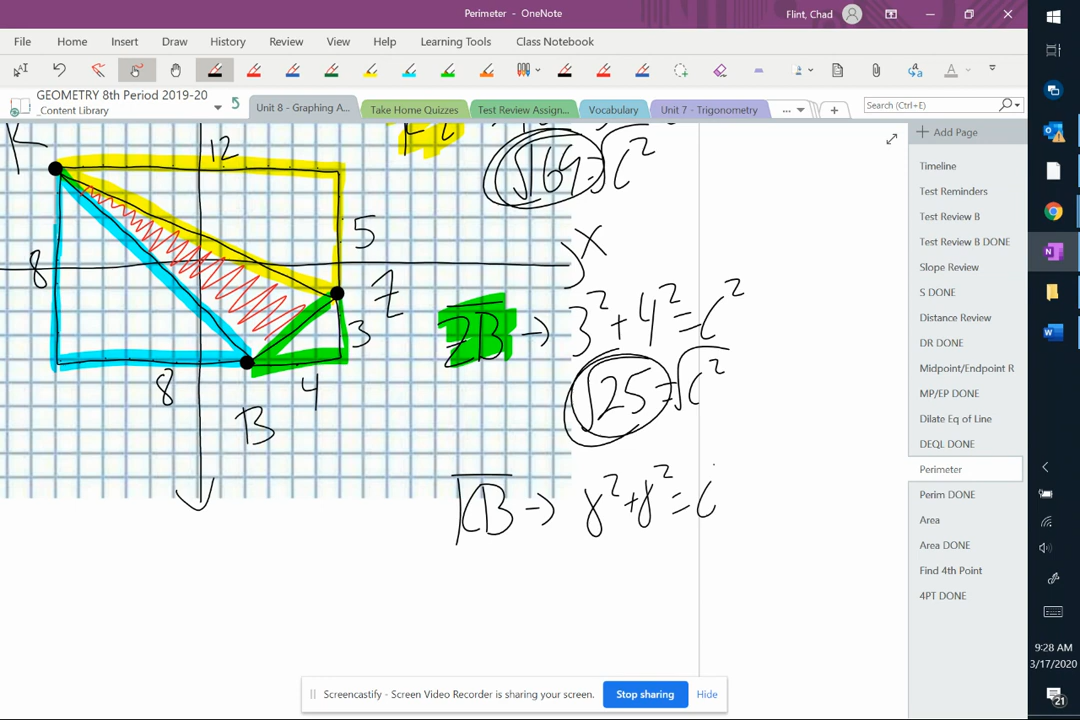 Perimeter - OneNote
Flint, Chad
File Home Insert Draw History Review View Help Learning Tools Class Notebook
GEOMETRY 8th Period 2019-20
Content Library
Unit 8 - Graphing A...
Take Home Quizzes
Test Review Assign...
Vocabulary
Unit 7 - Trigonometry
...
Search (Ctrl+E)
Add Page
Timeline
Test Reminders
Test Review B
Test Review B DONE
Slope Review
S DONE
Distance Review
DR DONE
Midpoint/Endpoint R
MP/EP DONE
Dilate Eq of Line
DEQL DONE
Perimeter
Perim DONE
Area
Area DONE
Find 4th Point
4PT DONE
K
12
5
8
Z
3
8
4
B
X
√169=√c²
ZB → 3²+4²=c²
√25=√c²
KB → 8²+8²=c
Screencastify - Screen Video Recorder is sharing your screen.
Stop sharing
Hide
9:28 AM
3/17/2020
21